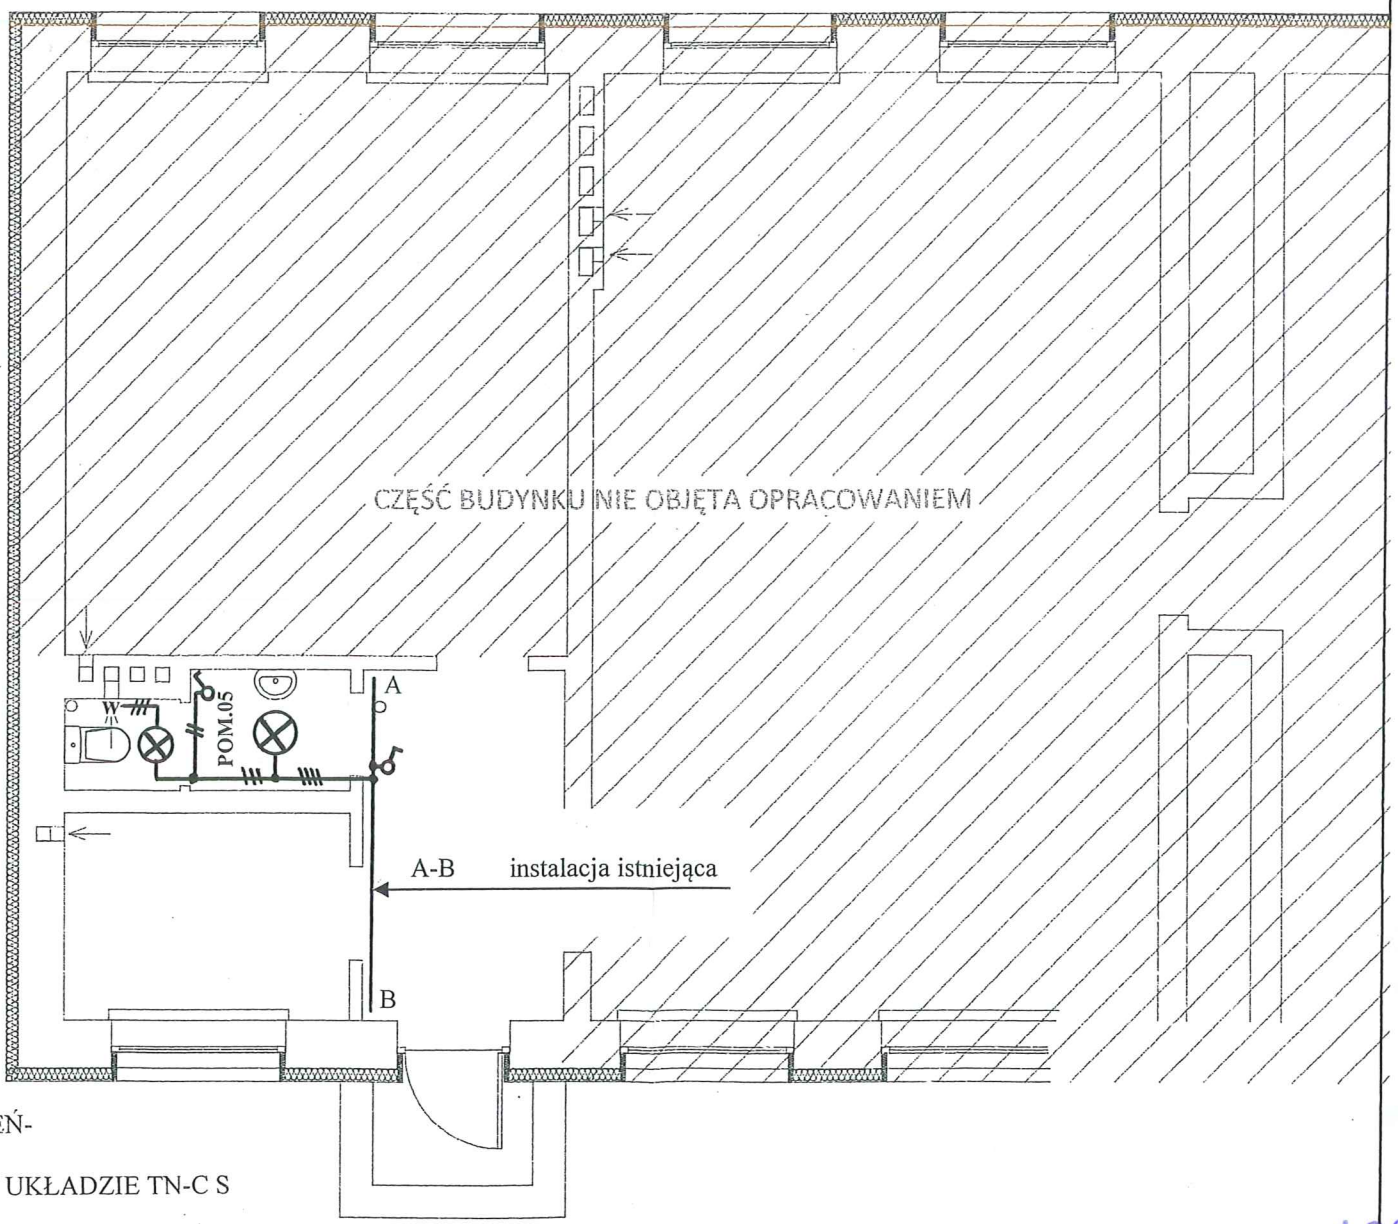 CZĘŚĆ BUDYNKU NIE OBJĘTA OPRACOWANIEM
A
W
POM.05
A-B instalacja istniejąca
B
EŃ-
UKŁADZIE TN-C S